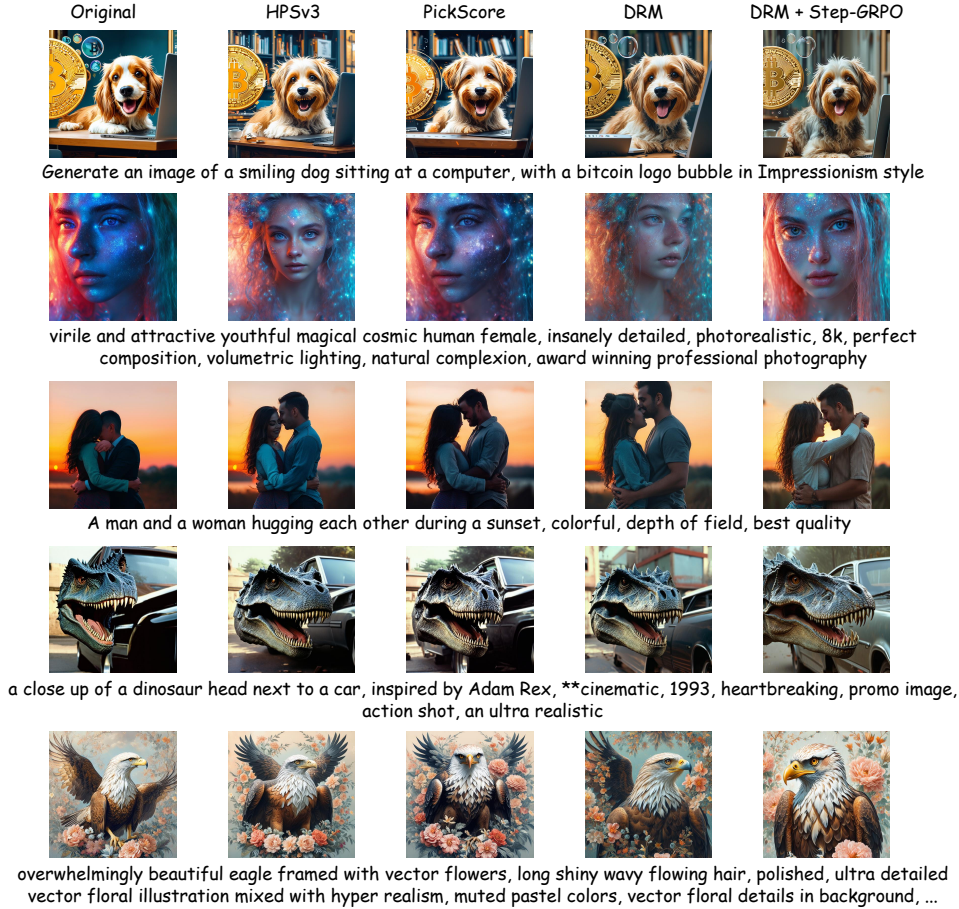 Original HPSv3 PickScore DRM DRM + Step-GRPO
Generate an image of a smiling dog sitting at a computer, with a bitcoin logo bubble in Impressionism style
virile and attractive youthful magical cosmic human female, insanely detailed, photorealistic, 8k, perfect
composition, volumetric lighting, natural complexion, award winning professional photography
A man and a woman hugging each other during a sunset, colorful, depth of field, best quality
a close up of a dinosaur head next to a car, inspired by Adam Rex, **cinematic, 1993, heartbreaking, promo image,
action shot, an ultra realistic
overwhelmingly beautiful eagle framed with vector flowers, long shiny wavy flowing hair, polished, ultra detailed
vector floral illustration mixed with hyper realism, muted pastel colors, vector floral details in background, ...